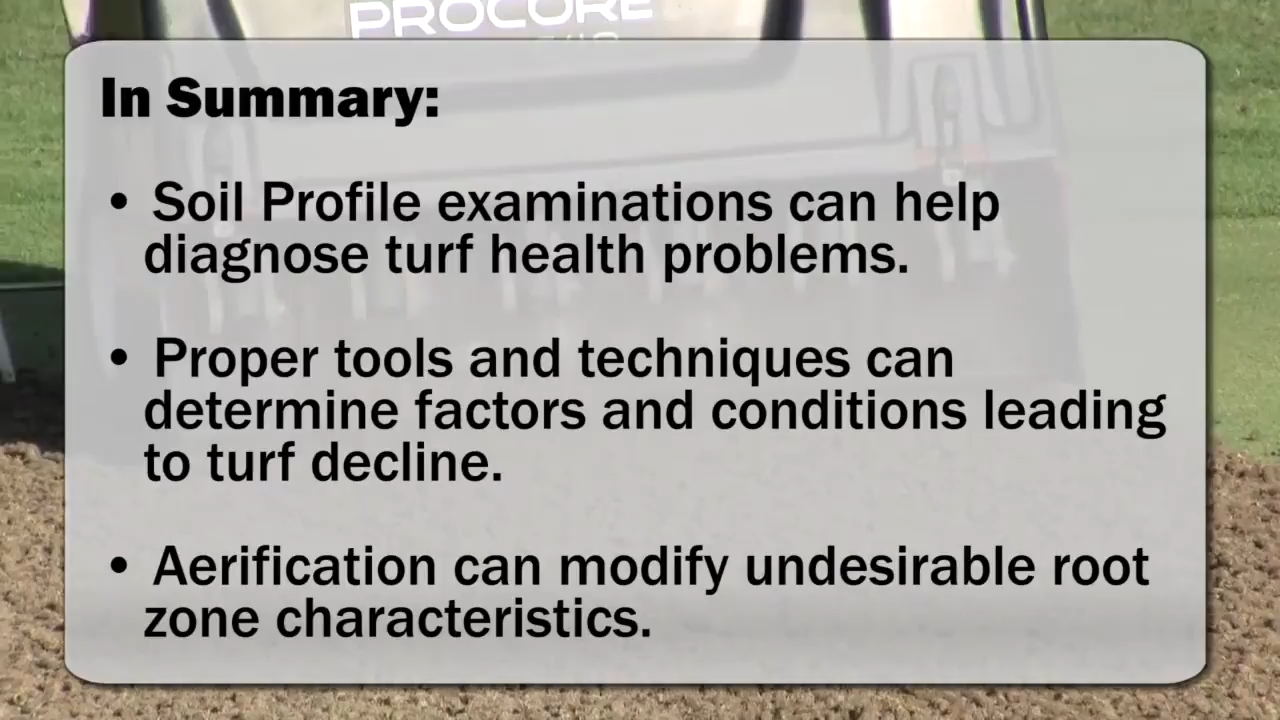 PROCORE
In Summary:
• Soil Profile examinations can help
diagnose turf health problems.
• Proper tools and techniques can
determine factors and conditions leading
to turf decline.
• Aerification can modify undesirable root
zone characteristics.